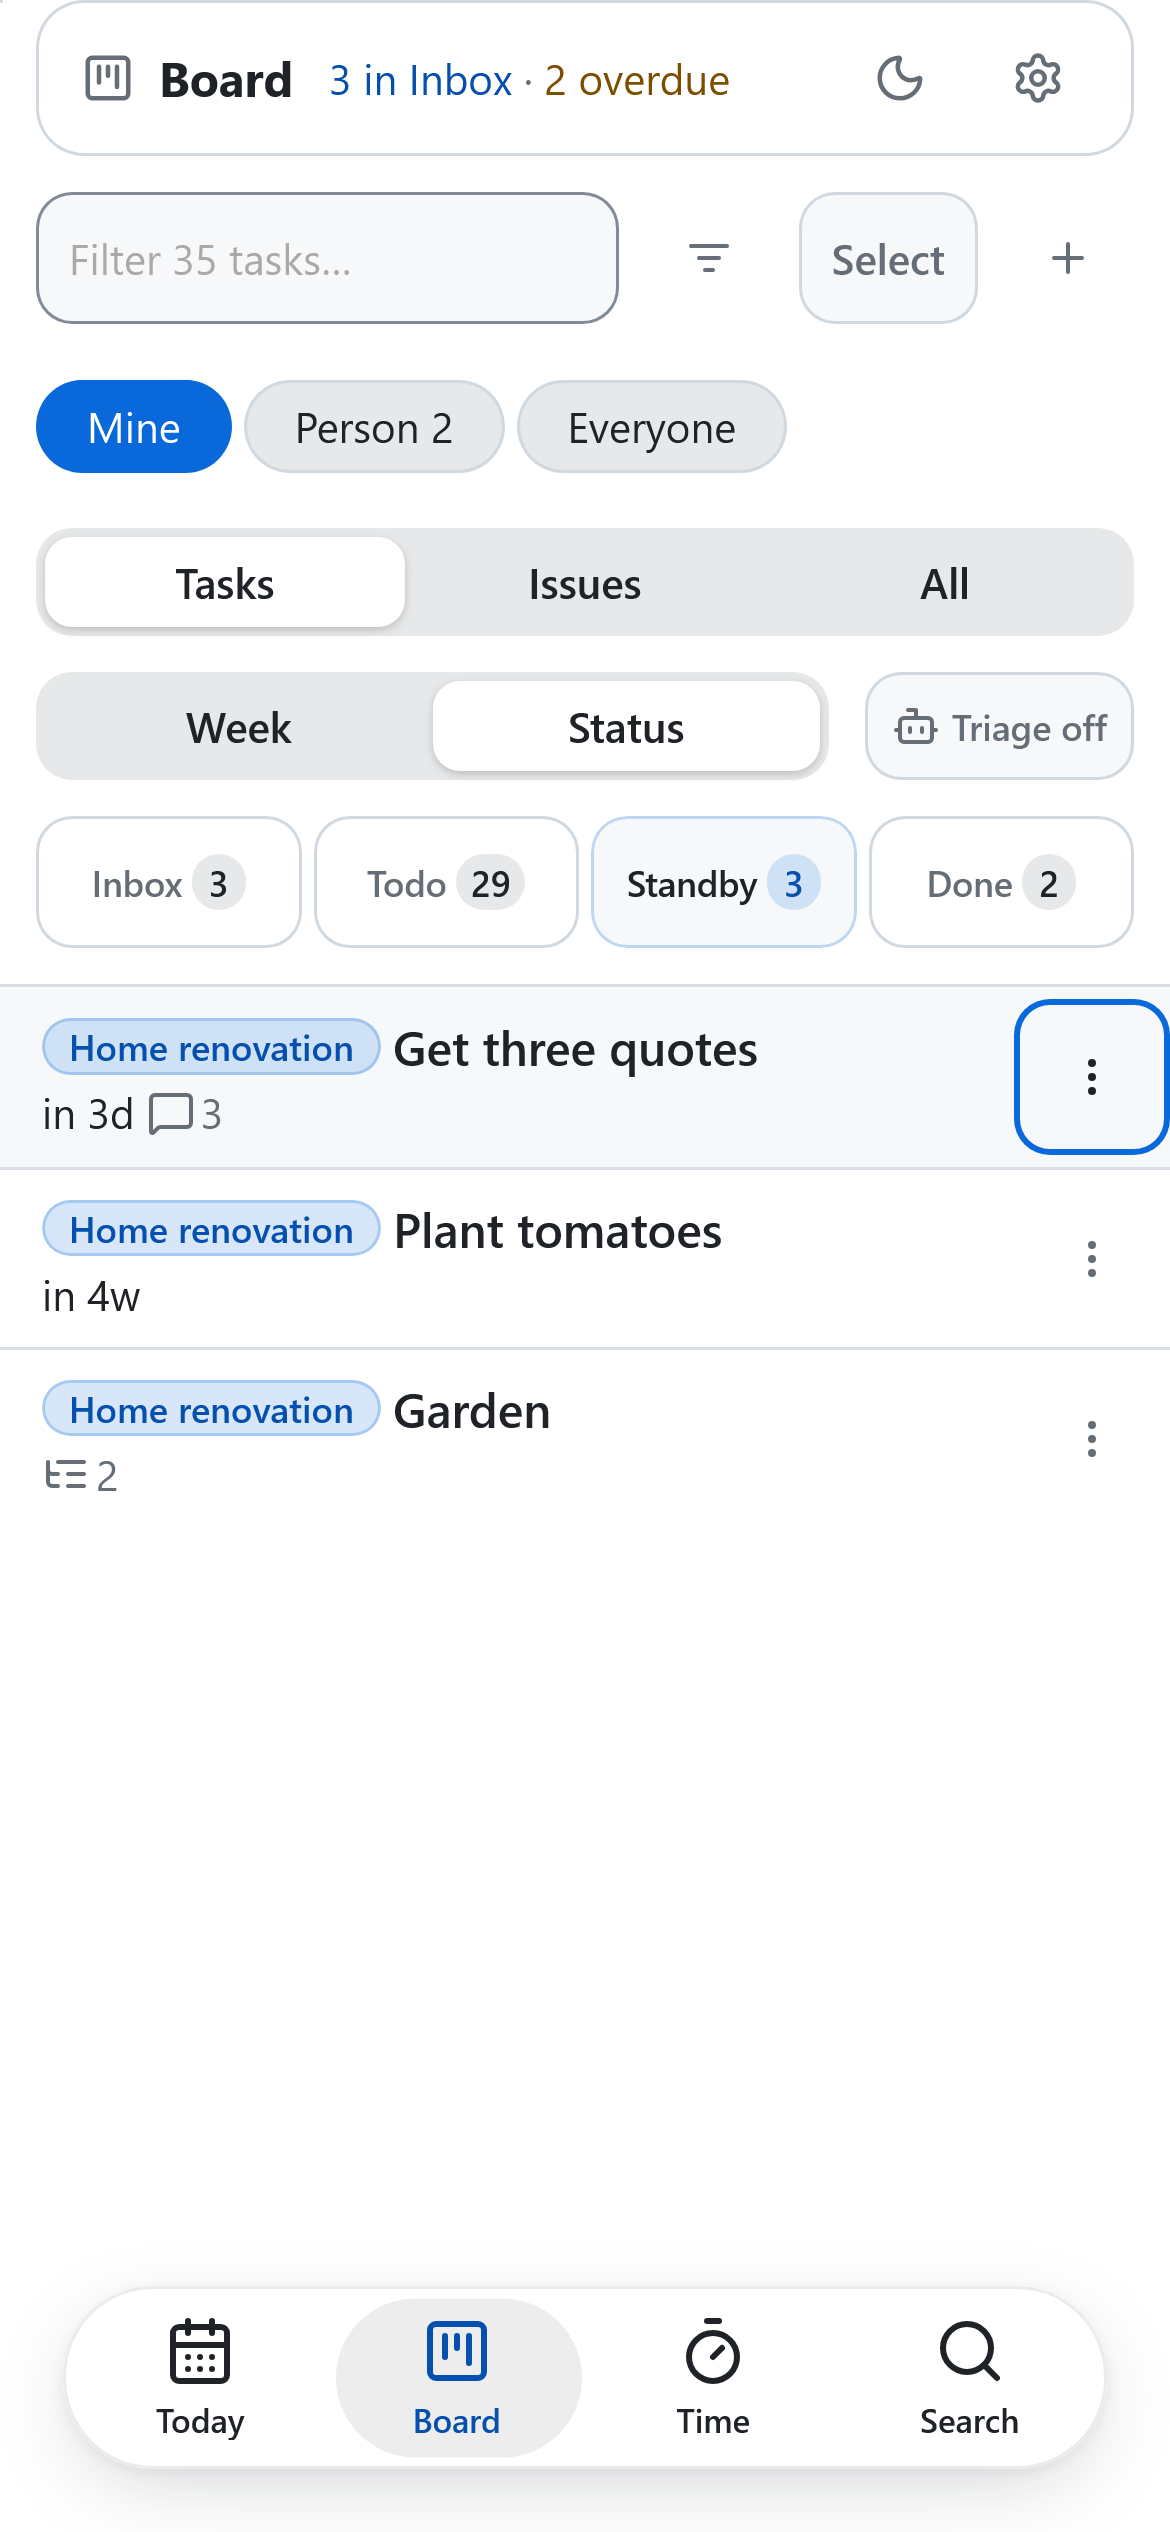 Board 3 in Inbox · 2 overdue
Filter 35 tasks... Select
Mine Person 2 Everyone
Tasks Issues All
Week Status Triage off
Inbox 3 Todo 29 Standby 3 Done 2
Home renovation Get three quotes
in 3d 3
Home renovation Plant tomatoes
in 4w
Home renovation Garden
2
Today Board Time Search